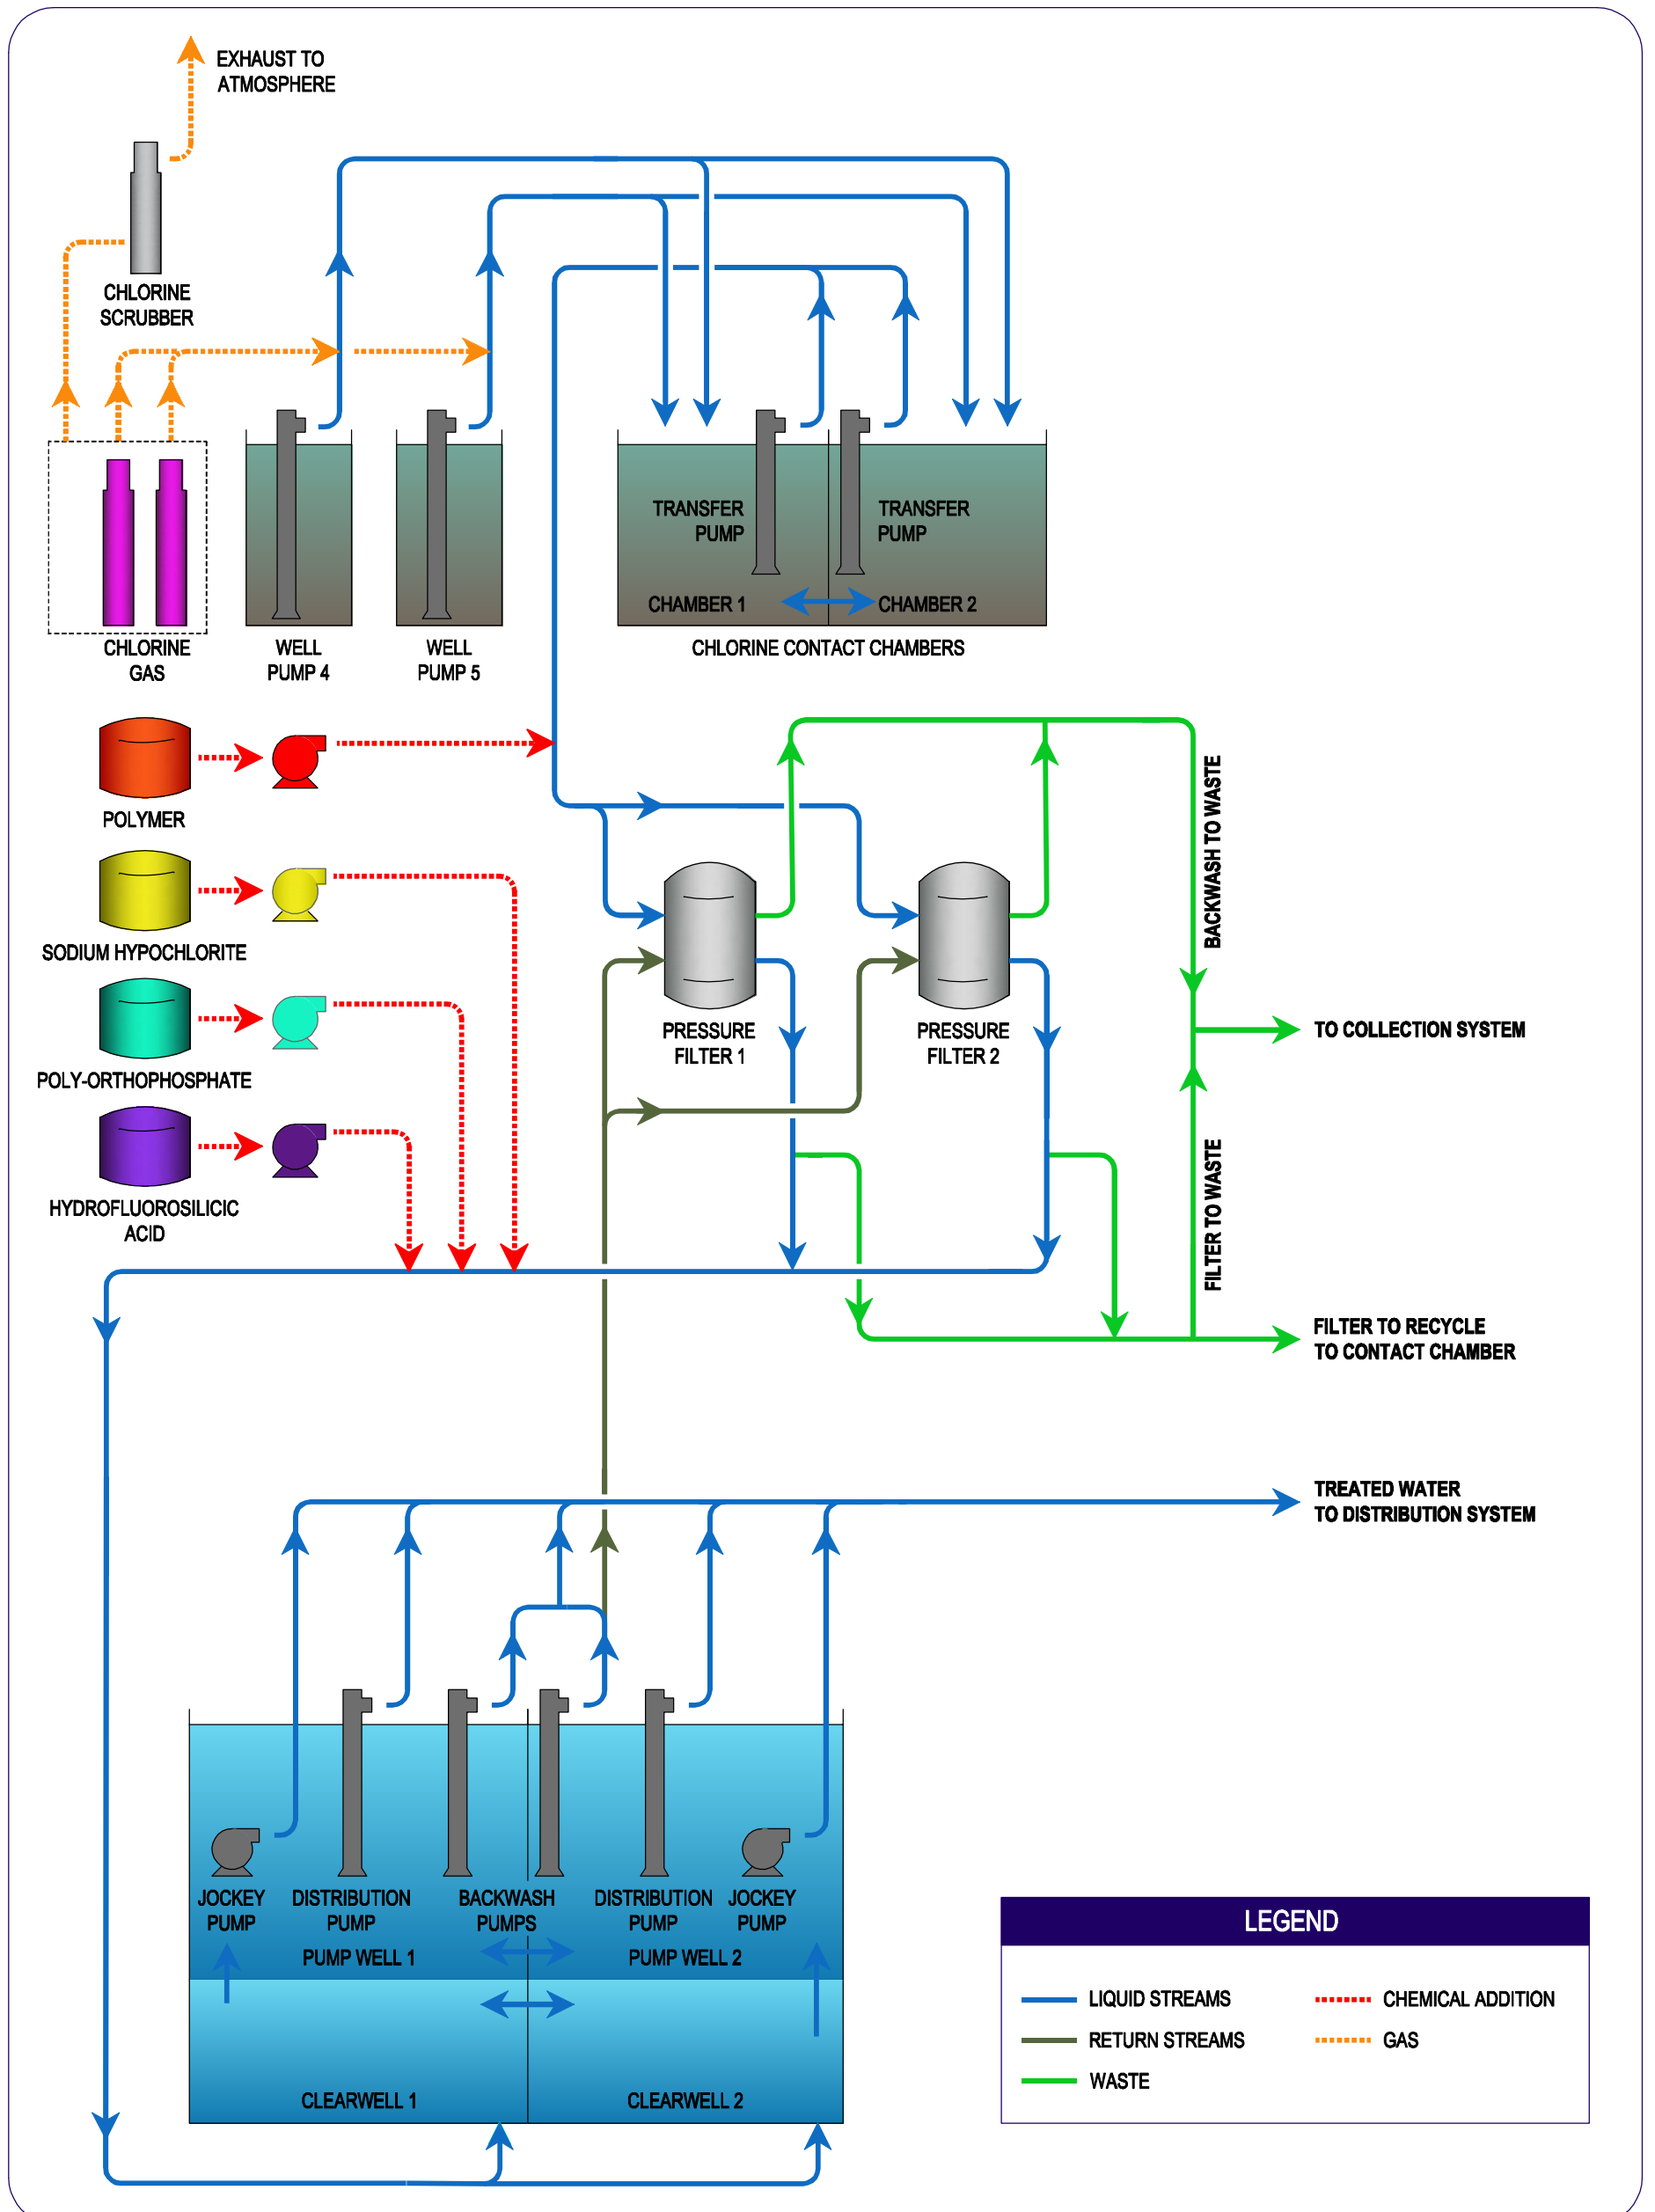 EXHAUST TO
ATMOSPHERE
CHLORINE
SCRUBBER
TRANSFER
PUMP
TRANSFER
PUMP
CHAMBER 1
CHAMBER 2
CHLORINE
GAS
WELL
PUMP 4
WELL
PUMP 5
CHLORINE CONTACT CHAMBERS
POLYMER
SODIUM HYPOCHLORITE
POLY-ORTHOPHOSPHATE
HYDROFLUOROSILICIC
ACID
PRESSURE
FILTER 1
PRESSURE
FILTER 2
BACKWASH TO WASTE
TO COLLECTION SYSTEM
FILTER TO WASTE
FILTER TO RECYCLE
TO CONTACT CHAMBER
TREATED WATER
TO DISTRIBUTION SYSTEM
JOCKEY
PUMP
DISTRIBUTION
PUMP
BACKWASH
PUMPS
DISTRIBUTION
PUMP
JOCKEY
PUMP
PUMP WELL 1
PUMP WELL 2
CLEARWELL 1
CLEARWELL 2
LEGEND
LIQUID STREAMS
RETURN STREAMS
WASTE
CHEMICAL ADDITION
GAS